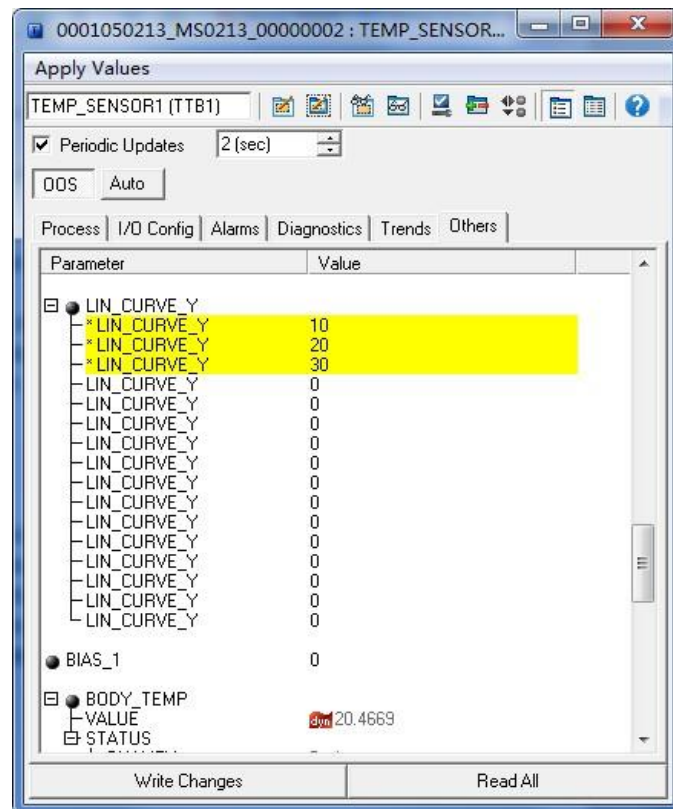 0001050213_MS0213_00000002 : TEMP_SENSOR...
Apply Values
TEMP_SENSOR1 (TTB1)
Periodic Updates 2 (sec)
OOS Auto
Process I/O Config Alarms Diagnostics Trends Others
Parameter Value
LIN_CURVE_Y
* LIN_CURVE_Y 10
* LIN_CURVE_Y 20
* LIN_CURVE_Y 30
LIN_CURVE_Y 0
LIN_CURVE_Y 0
LIN_CURVE_Y 0
LIN_CURVE_Y 0
LIN_CURVE_Y 0
LIN_CURVE_Y 0
LIN_CURVE_Y 0
LIN_CURVE_Y 0
LIN_CURVE_Y 0
LIN_CURVE_Y 0
LIN_CURVE_Y 0
LIN_CURVE_Y 0
LIN_CURVE_Y 0
BIAS_1 0
BODY_TEMP
VALUE dyn 20.4669
STATUS
Write Changes Read All